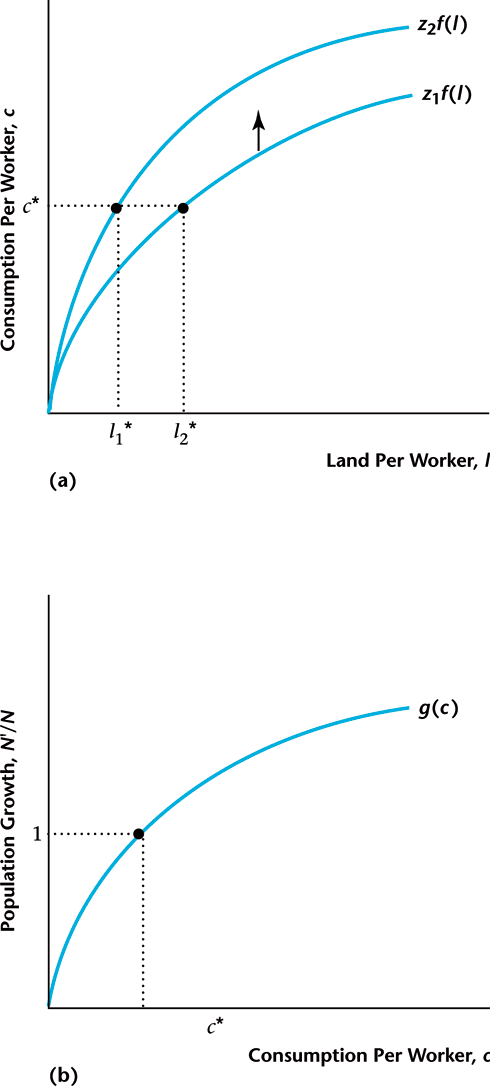 z₂f(l)
z₁f(l)
Consumption Per Worker, c
c*
l₁* l₂*
Land Per Worker, l
(a)
g(c)
Population Growth, N'/N
1
c*
Consumption Per Worker, c
(b)